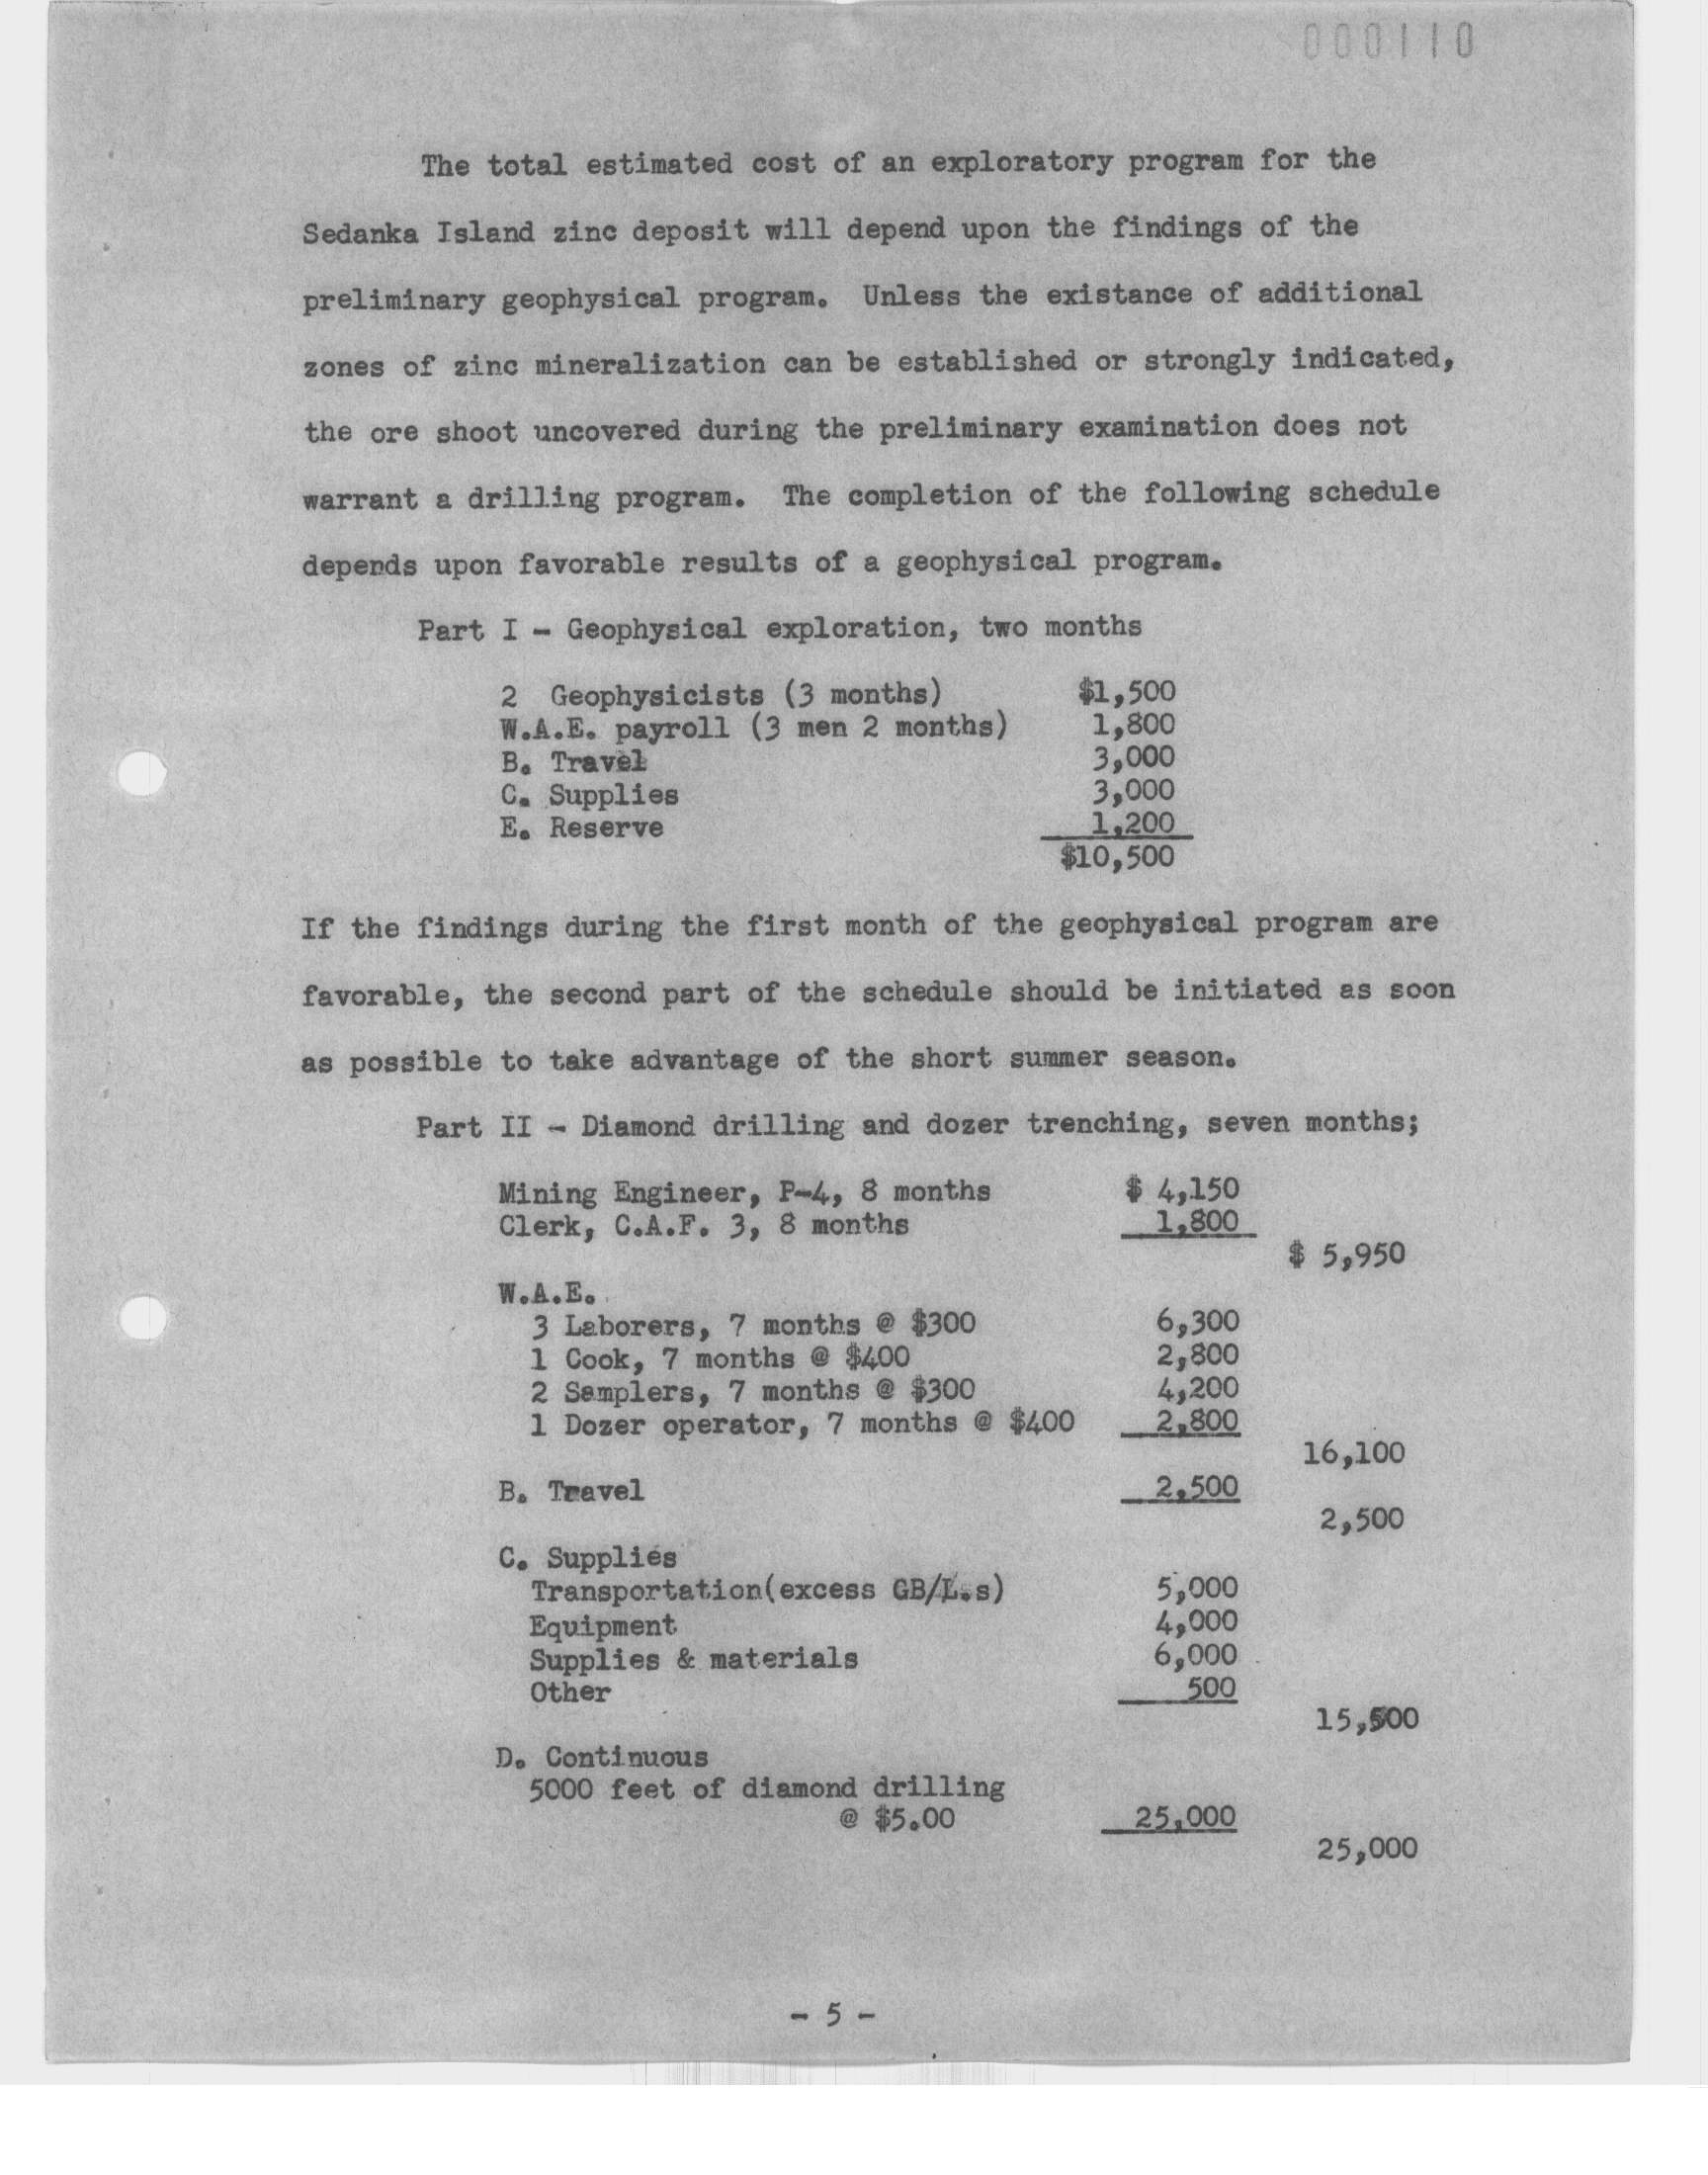 000110
The total estimated cost of an exploratory program for the
Sedanka Island zinc deposit will depend upon the findings of the
preliminary geophysical program. Unless the existance of additional
zones of zinc mineralization can be established or strongly indicated,
the ore shoot uncovered during the preliminary examination does not
warrant a drilling program. The completion of the following schedule
depends upon favorable results of a geophysical program.
Part I - Geophysical exploration, two months
2 Geophysicists (3 months) $1,500
W.A.E. payroll (3 men 2 months) 1,800
B. Travel 3,000
C. Supplies 3,000
E. Reserve 1,200
$10,500
If the findings during the first month of the geophysical program are
favorable, the second part of the schedule should be initiated as soon
as possible to take advantage of the short summer season.
Part II - Diamond drilling and dozer trenching, seven months;
Mining Engineer, P-4, 8 months $ 4,150
Clerk, C.A.F. 3, 8 months 1,800
$ 5,950
W.A.E.
3 Laborers, 7 months @ $300 6,300
1 Cook, 7 months @ $400 2,800
2 Samplers, 7 months @ $300 4,200
1 Dozer operator, 7 months @ $400 2,800
16,100
B. Travel 2,500
2,500
C. Supplies
Transportation(excess GB/L.s) 5,000
Equipment 4,000
Supplies & materials 6,000
Other 500
15,500
D. Continuous
5000 feet of diamond drilling
@ $5.00 25,000
25,000
- 5 -